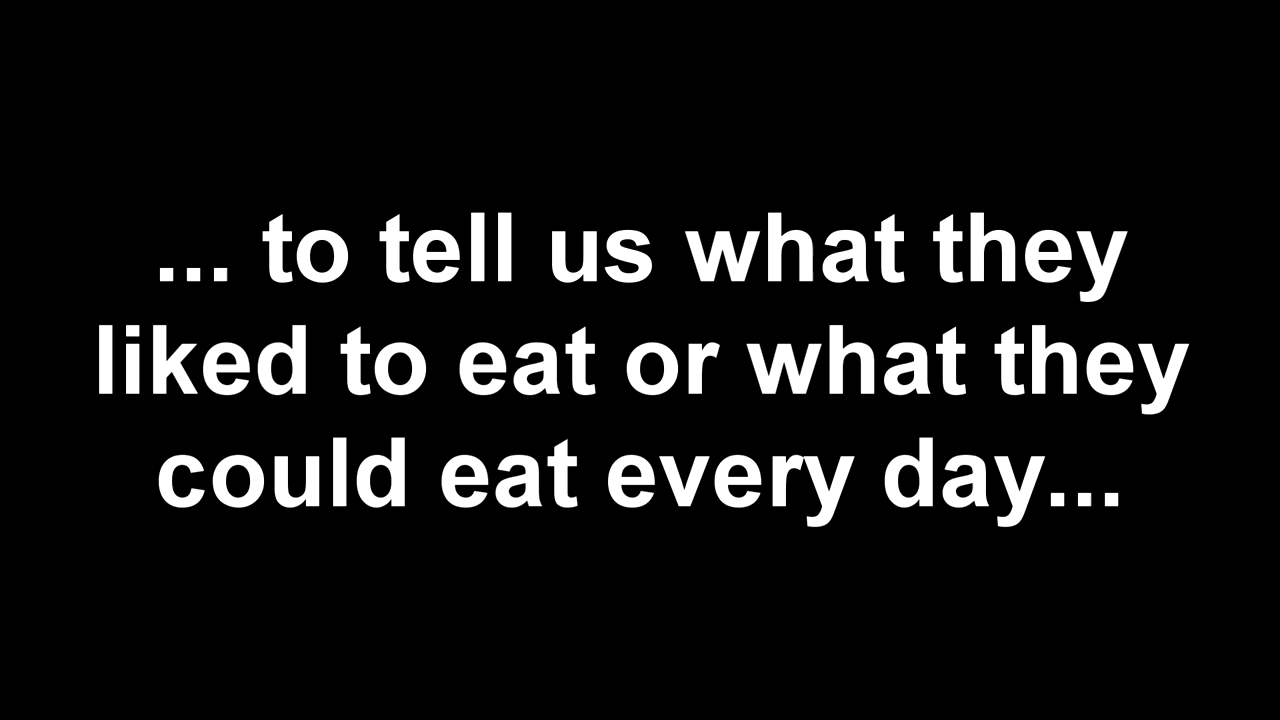 ... to tell us what they
liked to eat or what they
could eat every day...